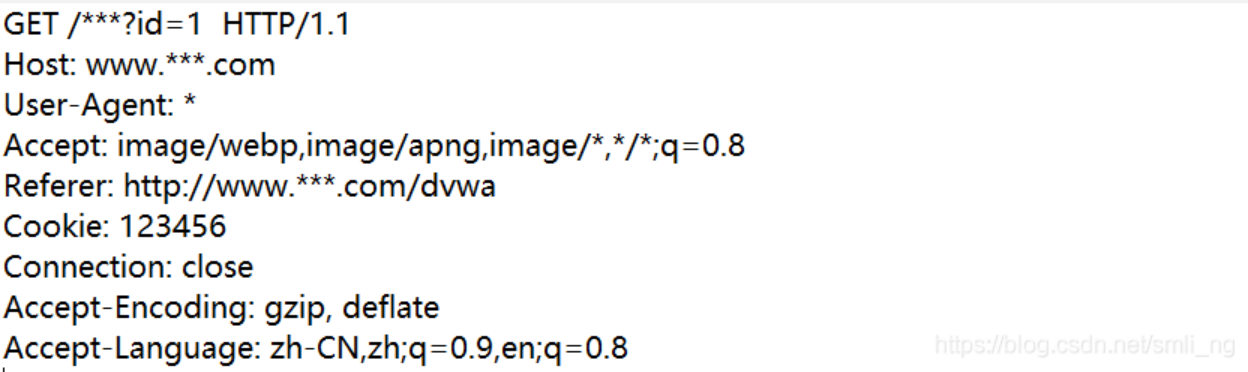 GET /***?id=1  HTTP/1.1
Host: www.***.com
User-Agent: *
Accept: image/webp,image/apng,image/*,*/*;q=0.8
Referer: http://www.***.com/dvwa
Cookie: 123456
Connection: close
Accept-Encoding: gzip, deflate
Accept-Language: zh-CN,zh;q=0.9,en;q=0.8
https://blog.csdn.net/smli_ng